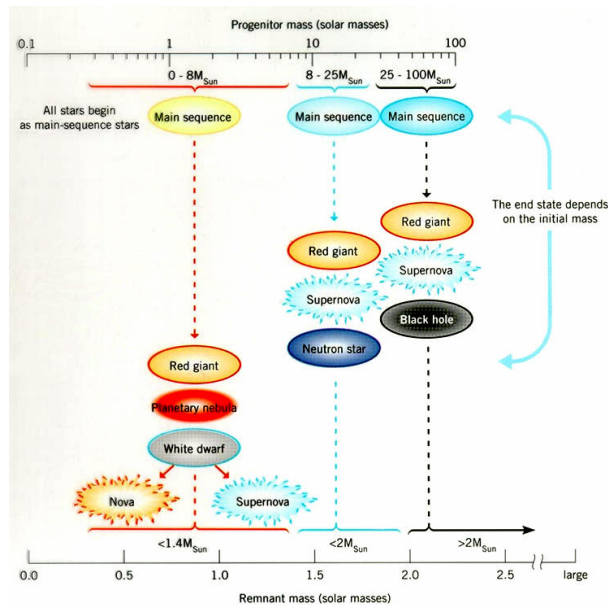 Progenitor mass (solar masses)
0.1 1 10 100
0 - 8MSun 8 - 25MSun 25 - 100MSun
All stars begin
as main-sequence stars
Main sequence Main sequence Main sequence
The end state depends
on the initial mass
Red giant
Red giant
Supernova
Supernova
Black hole
Neutron star
Red giant
Planetary nebula
White dwarf
Nova Supernova
<1.4MSun <2MSun >2MSun
0.0 0.5 1.0 1.5 2.0 2.5 large
Remnant mass (solar masses)